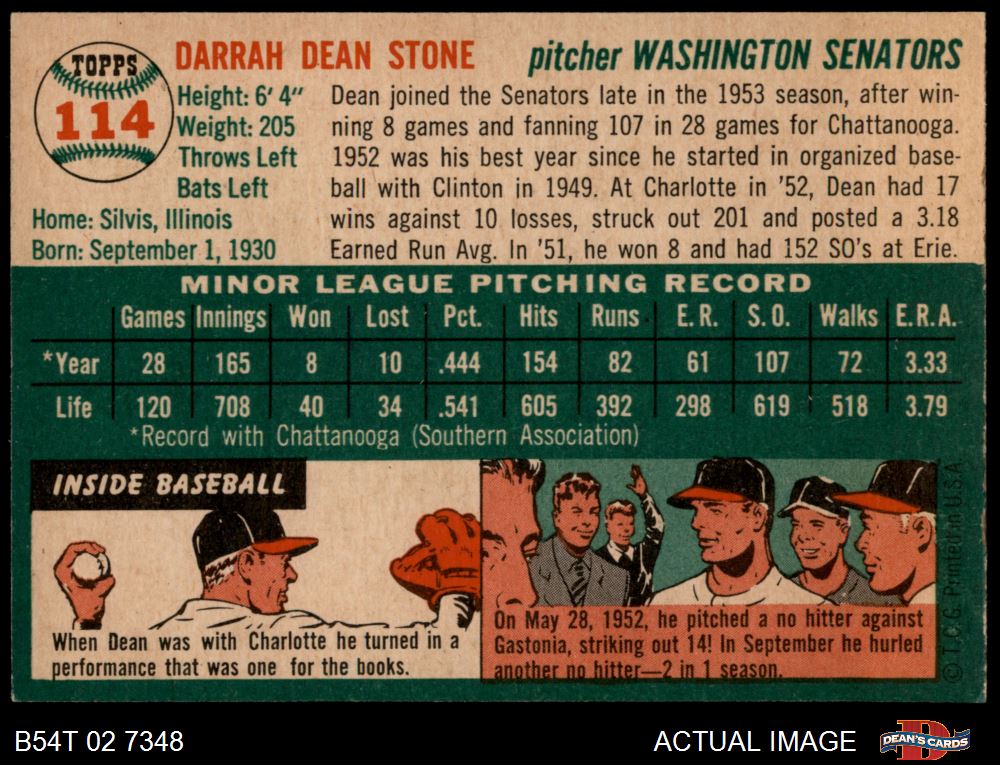 TOPPS
114
DARRAH DEAN STONE
pitcher WASHINGTON SENATORS
Height: 6' 4"
Weight: 205
Throws Left
Bats Left
Home: Silvis, Illinois
Born: September 1, 1930
Dean joined the Senators late in the 1953 season, after win-
ning 8 games and fanning 107 in 28 games for Chattanooga.
1952 was his best year since he started in organized base-
ball with Clinton in 1949. At Charlotte in '52, Dean had 17
wins against 10 losses, struck out 201 and posted a 3.18
Earned Run Avg. In '51, he won 8 and had 152 SO's at Erie.
MINOR LEAGUE PITCHING RECORD
Games Innings Won Lost Pct. Hits Runs E.R. S.O. Walks E.R.A.
*Year 28 165 8 10 .444 154 82 61 107 72 3.33
Life 120 708 40 34 .541 605 392 298 619 518 3.79
*Record with Chattanooga (Southern Association)
INSIDE BASEBALL
When Dean was with Charlotte he turned in a
performance that was one for the books.
On May 28, 1952, he pitched a no hitter against
Gastonia, striking out 14! In September he hurled
another no hitter—2 in 1 season.
© T.C.G. Printed in U.S.A.
B54T 02 7348
ACTUAL IMAGE
DEAN'S CARDS